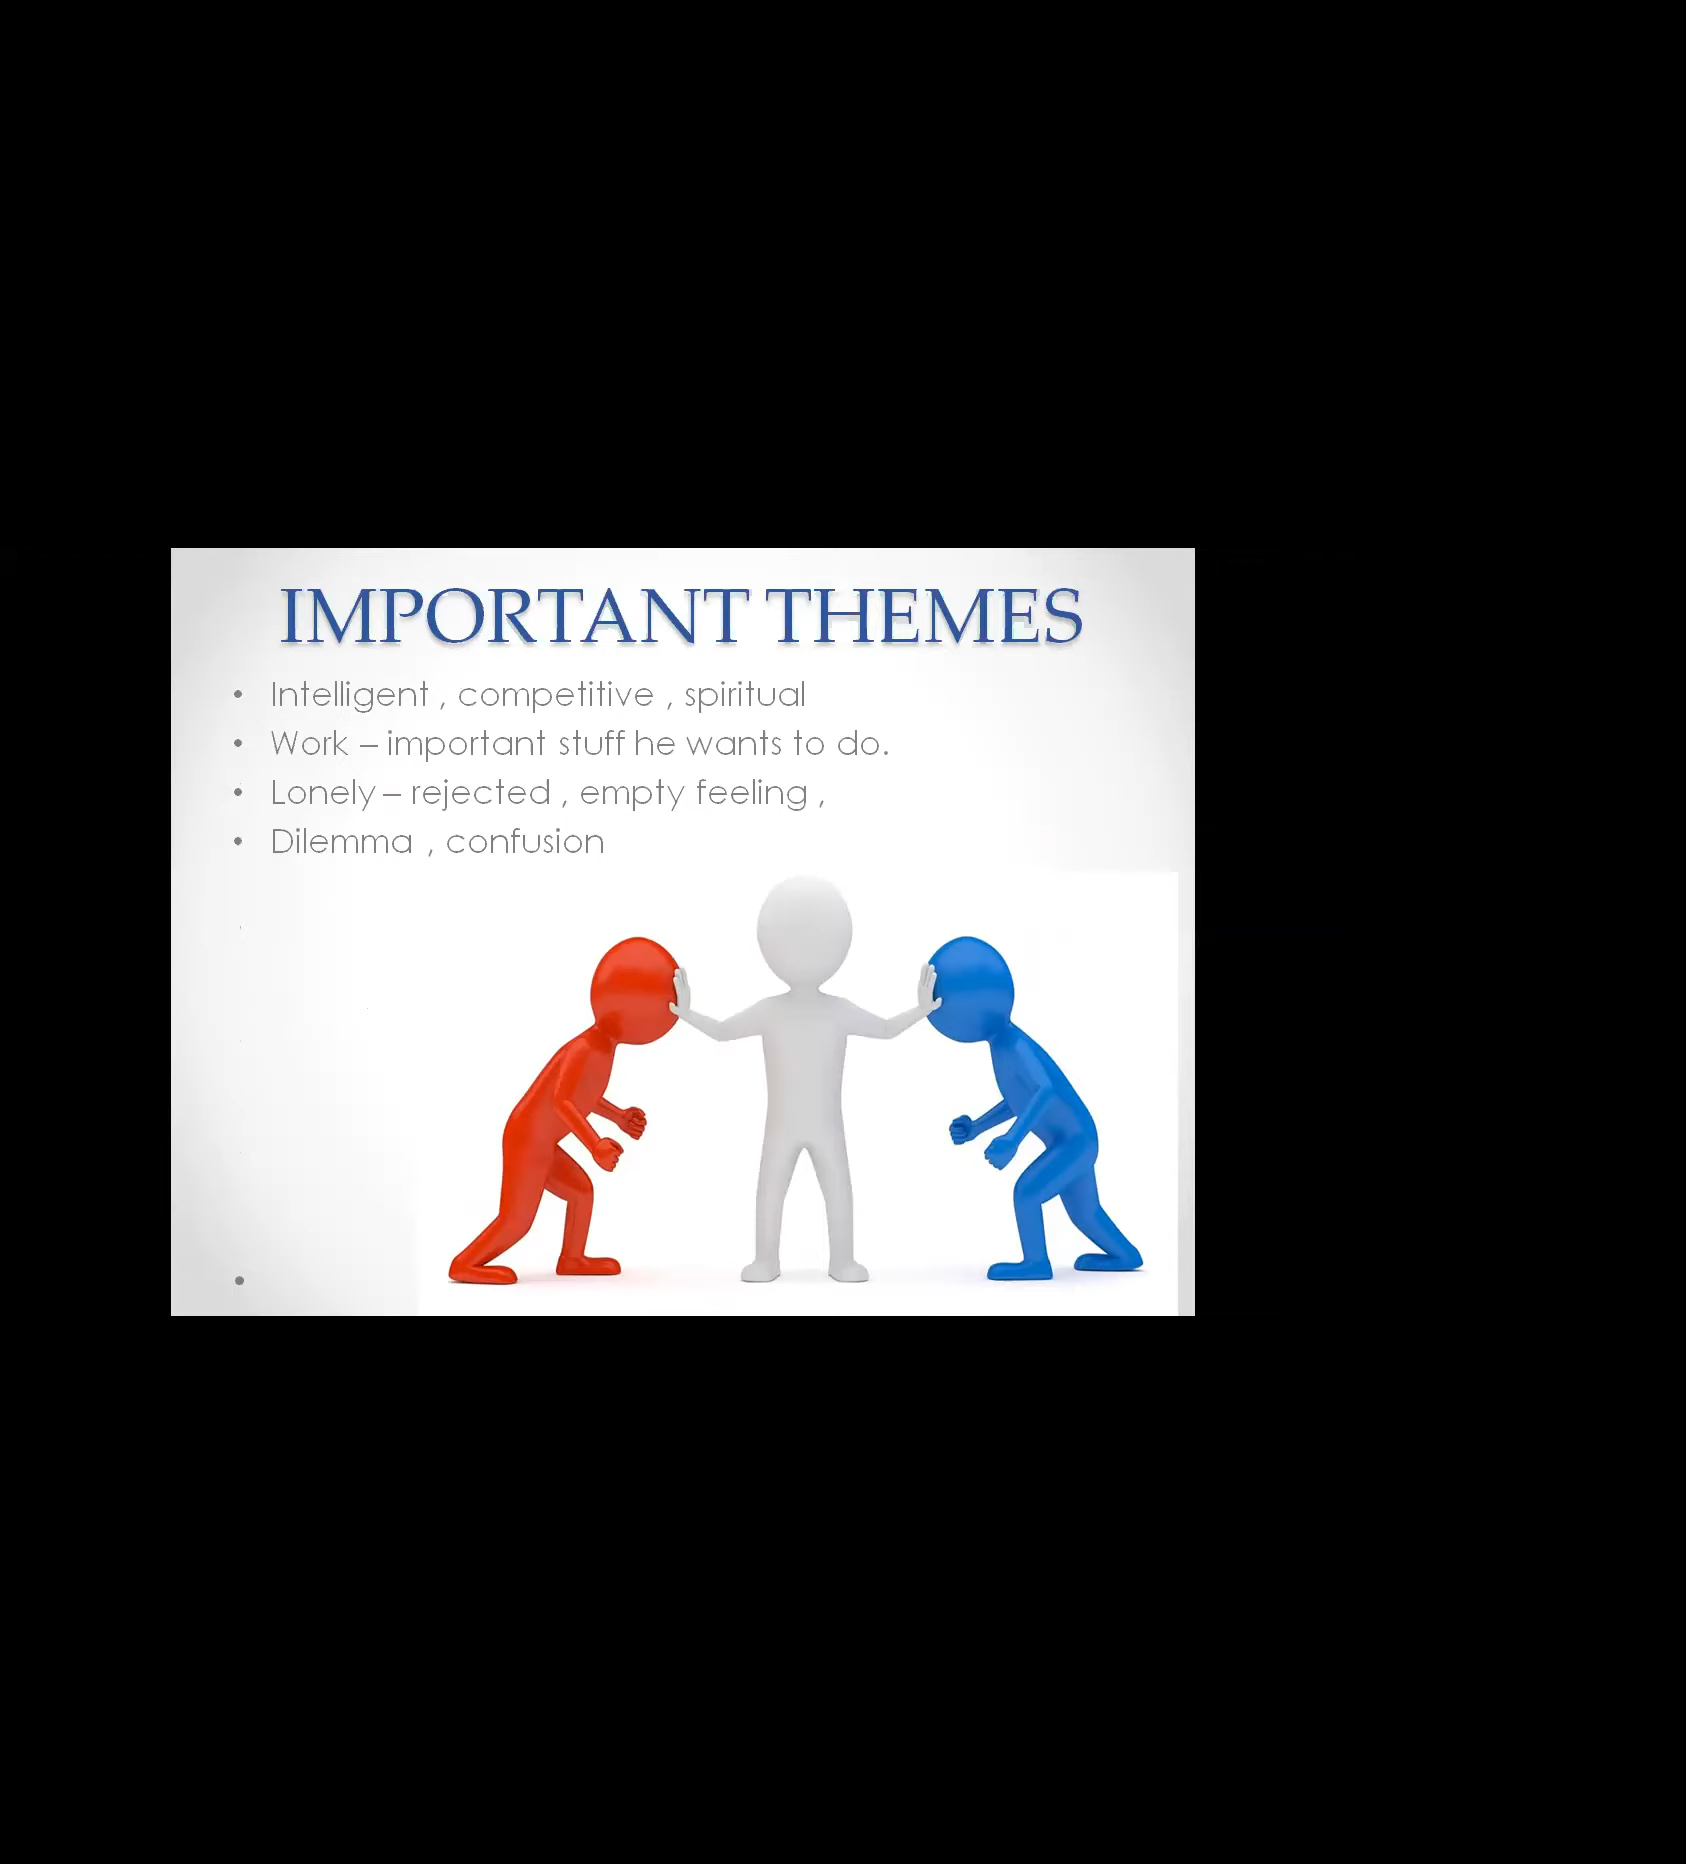 IMPORTANT THEMES
• Intelligent , competitive , spiritual
• Work – important stuff he wants to do.
• Lonely – rejected , empty feeling ,
• Dilemma , confusion
•